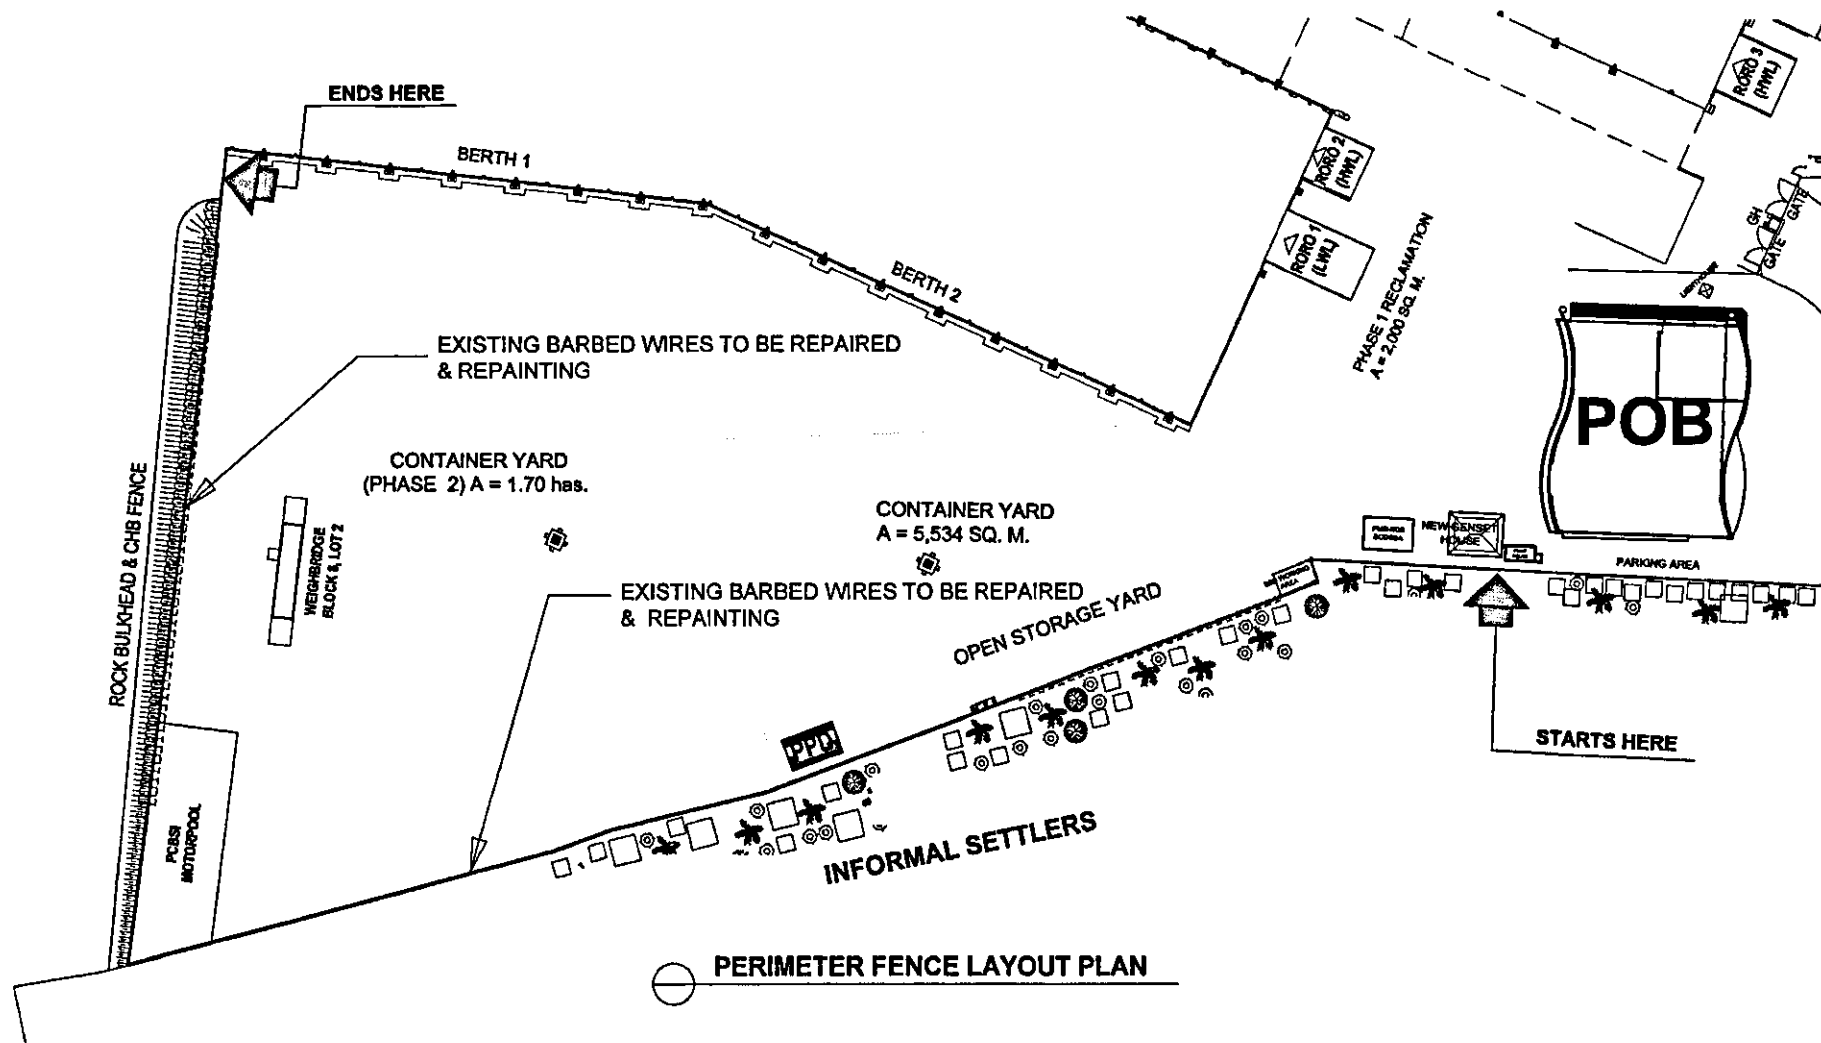 ENDS HERE
BERTH 1
BERTH 2
RORO 3
(HWL)
RORO 2
(HWL)
RORO 1
(LWL)
GH
GATE
GATE
PHASE 1 RECLAMATION
A = 2,000 SQ. M.
LIGHTHOUSE
POB
EXISTING BARBED WIRES TO BE REPAIRED
& REPAINTING
ROCK BULKHEAD & CHB FENCE
CONTAINER YARD
(PHASE 2) A = 1.70 has.
CONTAINER YARD
A = 5,534 SQ. M.
WEIGHBRIDGE
BLOCK 8, LOT 2
NEW GENSET
HOUSE
PARKING AREA
EXISTING BARBED WIRES TO BE REPAIRED
& REPAINTING
WORKING
AREA
OPEN STORAGE YARD
STARTS HERE
PPD
PCBSI
MOTORPOOL
INFORMAL SETTLERS
PERIMETER FENCE LAYOUT PLAN